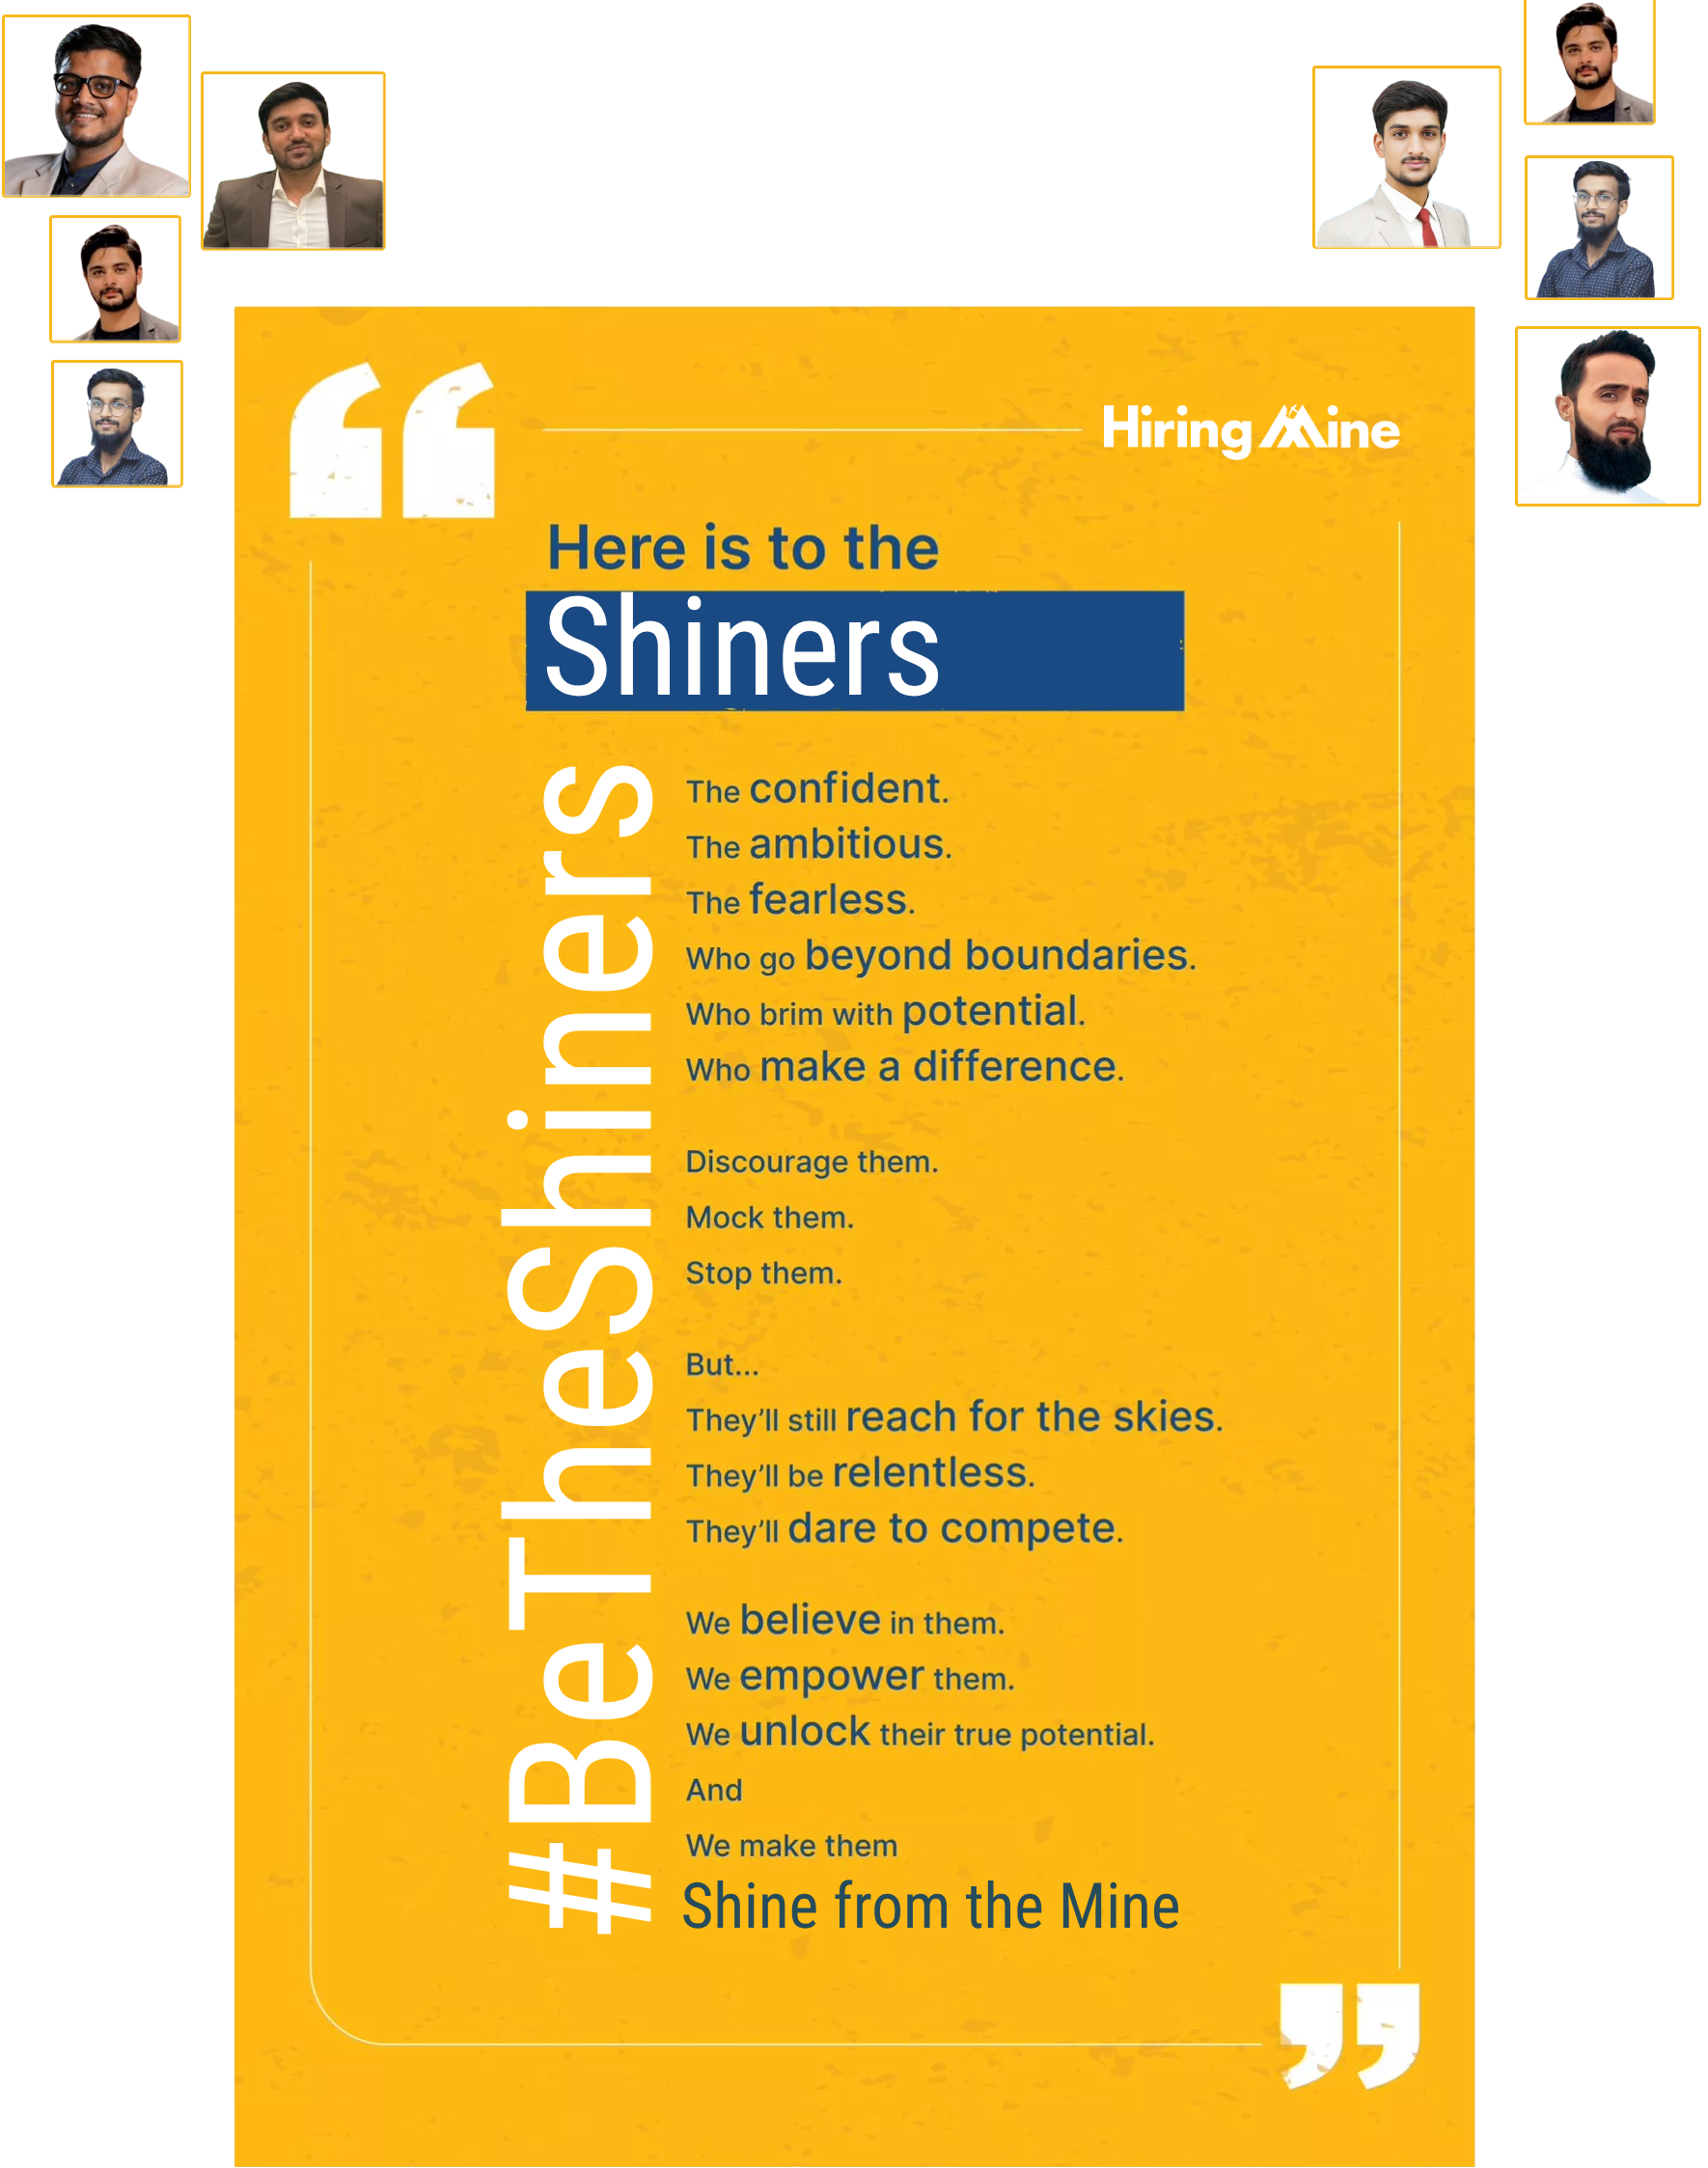 Hiring Mine
Here is to the
Shiners
#BeTheShiners
The confident.
The ambitious.
The fearless.
Who go beyond boundaries.
Who brim with potential.
Who make a difference.
Discourage them.
Mock them.
Stop them.
But...
They’ll still reach for the skies.
They’ll be relentless.
They’ll dare to compete.
We believe in them.
We empower them.
We unlock their true potential.
And
We make them
Shine from the Mine